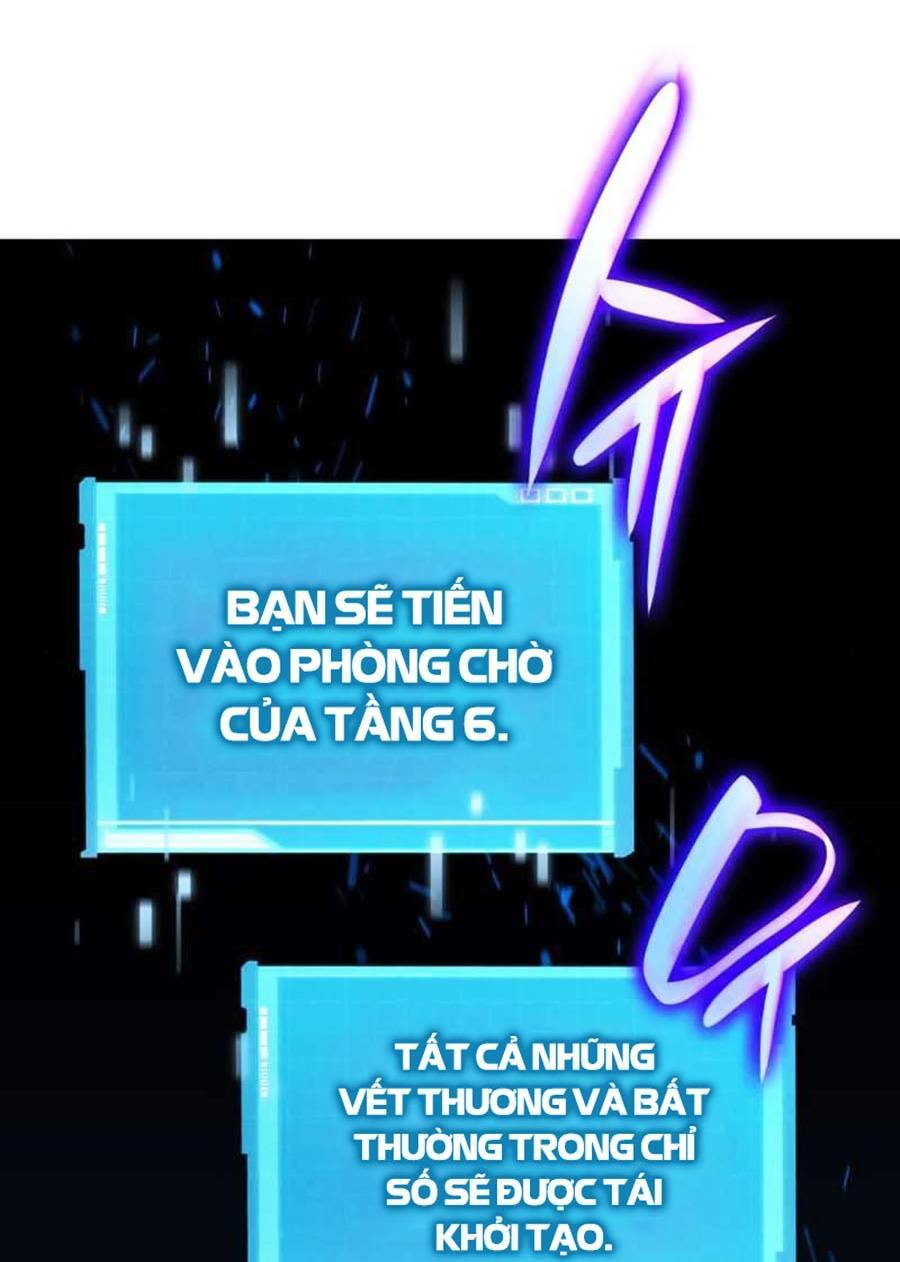 BẠN SẼ TIẾN
VÀO PHÒNG CHỜ
CỦA TẦNG 6.
TẤT CẢ NHỮNG
VẾT THƯƠNG VÀ BẤT
THƯỜNG TRONG CHỈ
SỐ SẼ ĐƯỢC TÁI
KHỞI TẠO.